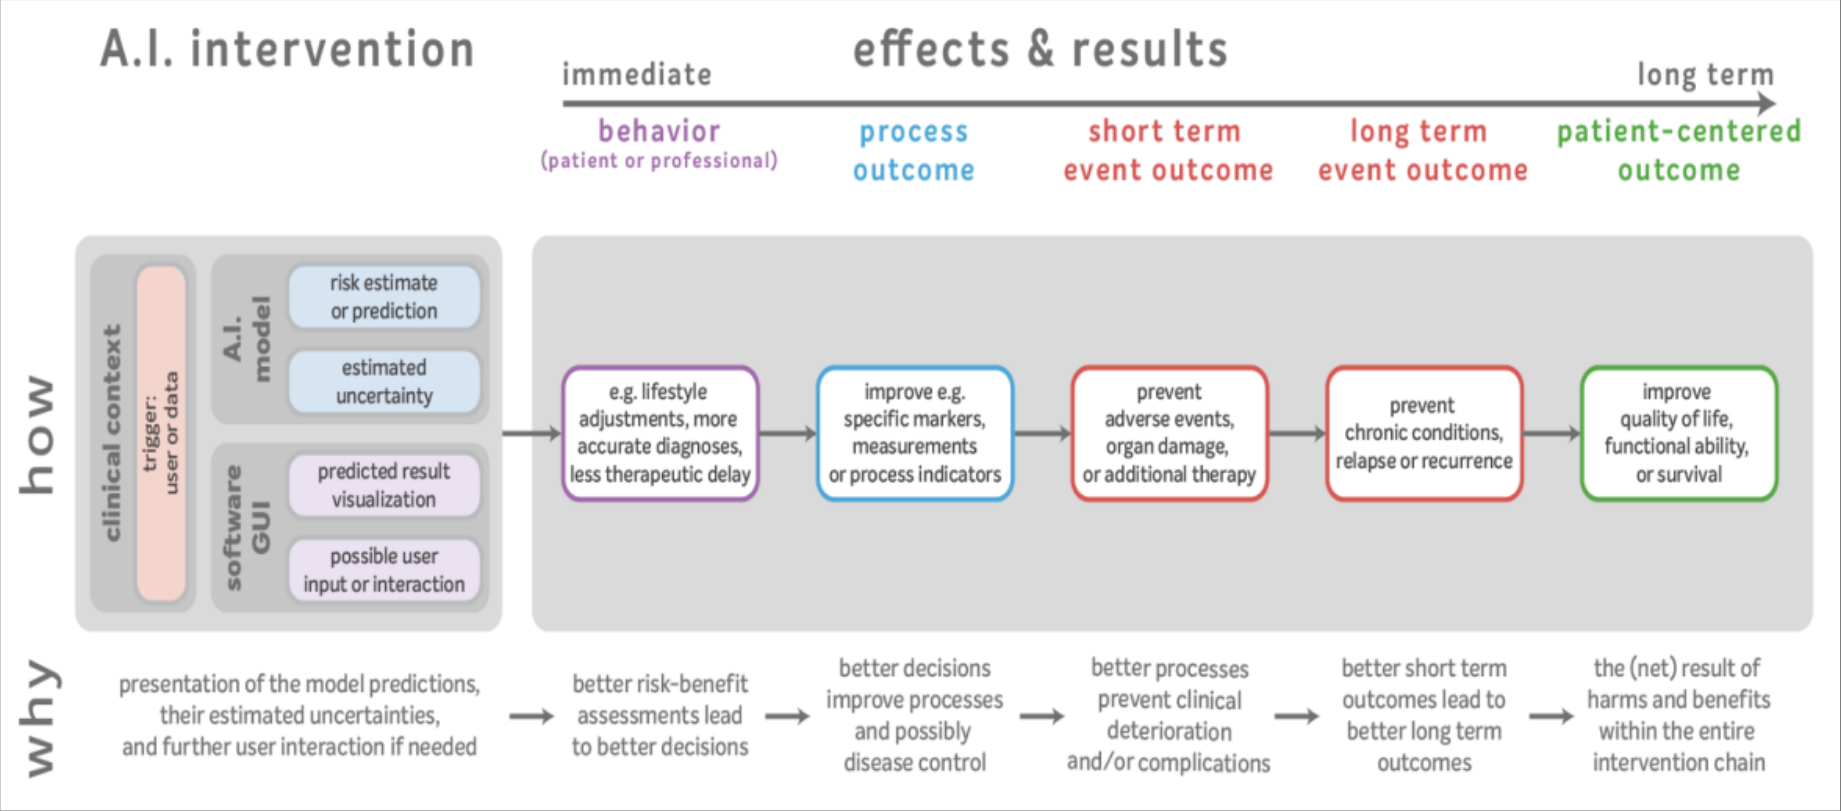 A.I. intervention
effects & results
immediate
long term
behavior
(patient or professional)
process
outcome
short term
event outcome
long term
event outcome
patient-centered
outcome
how
clinical context
trigger:
user or data
A.I.
model
risk estimate
or prediction
estimated
uncertainty
software
GUI
predicted result
visualization
possible user
input or interaction
e.g. lifestyle
adjustments, more
accurate diagnoses,
less therapeutic delay
improve e.g.
specific markers,
measurements
or process indicators
prevent
adverse events,
organ damage,
or additional therapy
prevent
chronic conditions,
relapse or recurrence
improve
quality of life,
functional ability,
or survival
why
presentation of the model predictions,
their estimated uncertainties,
and further user interaction if needed
better risk-benefit
assessments lead
to better decisions
better decisions
improve processes
and possibly
disease control
better processes
prevent clinical
deterioration
and/or complications
better short term
outcomes lead to
better long term
outcomes
the (net) result of
harms and benefits
within the entire
intervention chain